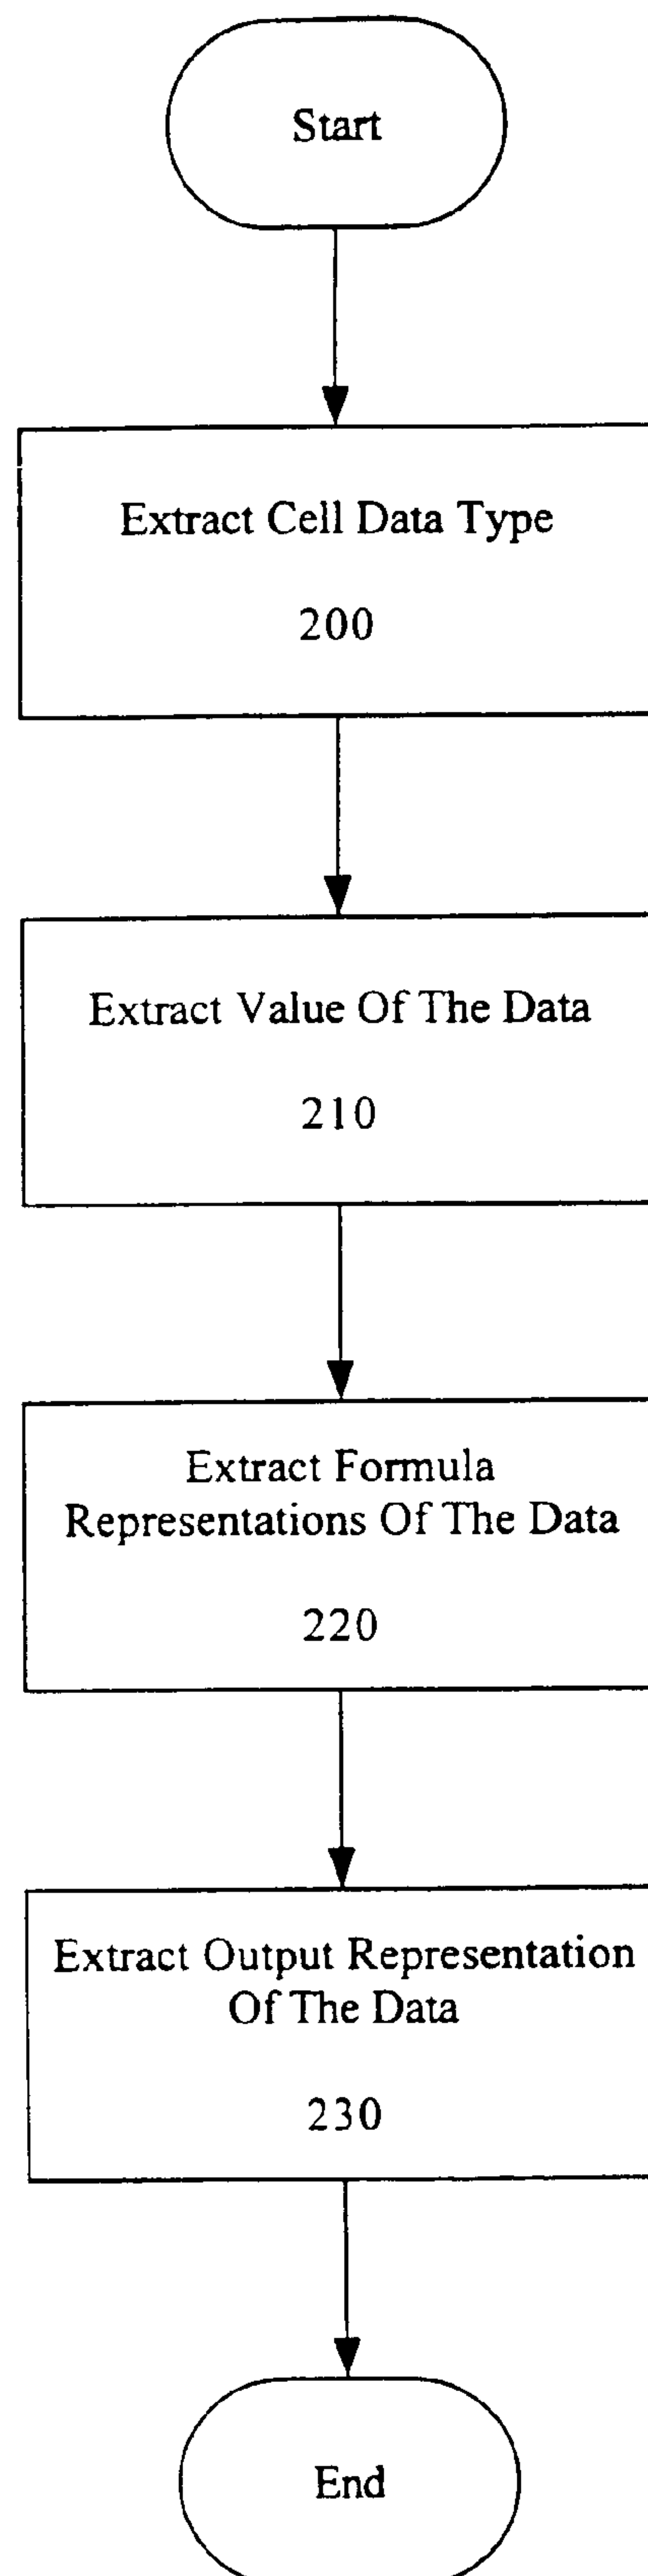 Start
Extract Cell Data Type
200
Extract Value Of The Data
210
Extract Formula
Representations Of The Data
220
Extract Output Representation
Of The Data
230
End